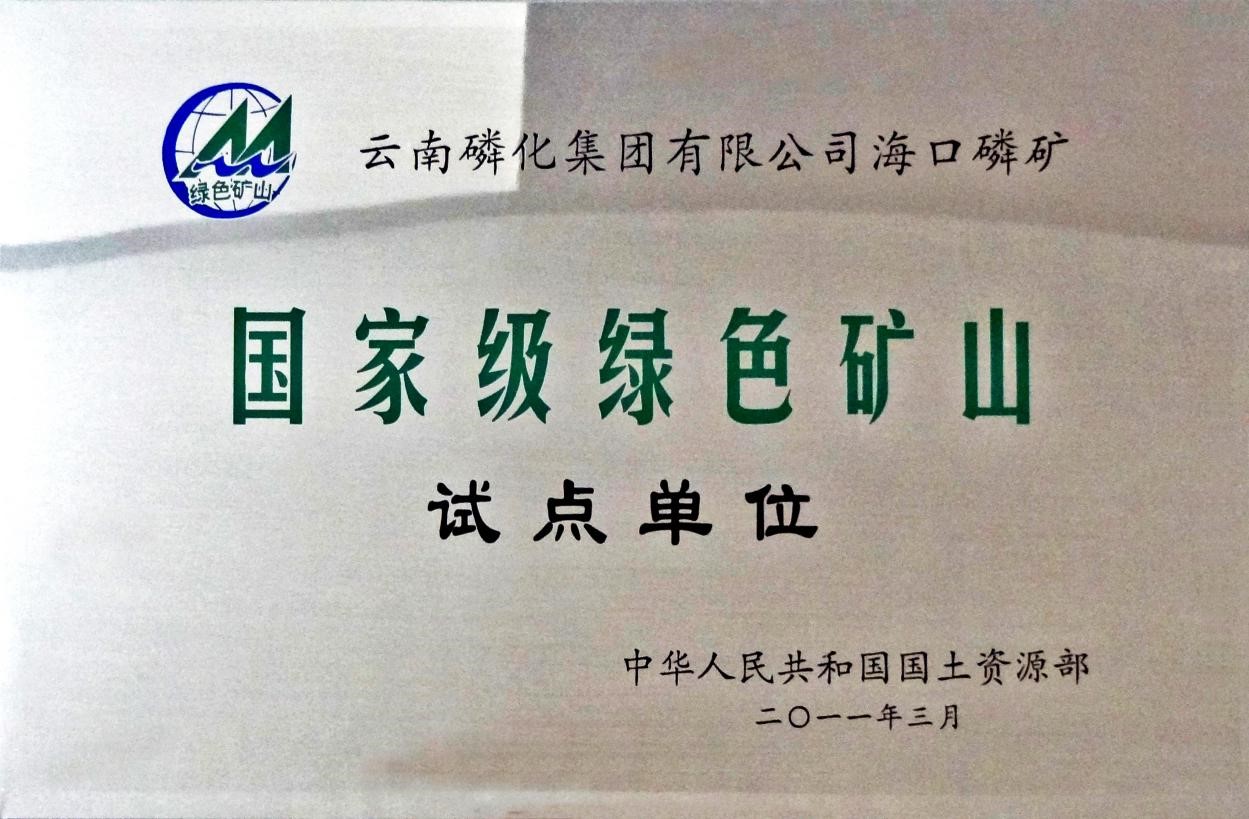 绿色矿山
云南磷化集团有限公司海口磷矿
国家级绿色矿山
试点单位
中华人民共和国国土资源部
二〇一一年三月